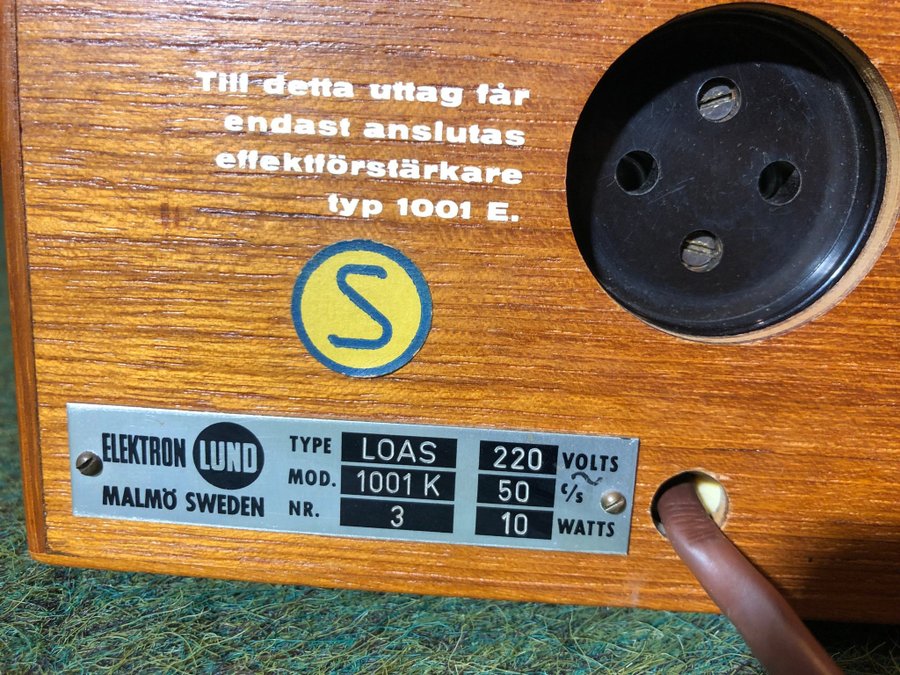 Till detta uttag får
endast anslutas
effektförstärkare
typ 1001 E.
S
ELEKTRON LUND
MALMÖ SWEDEN
TYPE LOAS 220 VOLTS
MOD. 1001 K 50 c/s
NR. 3 10 WATTS